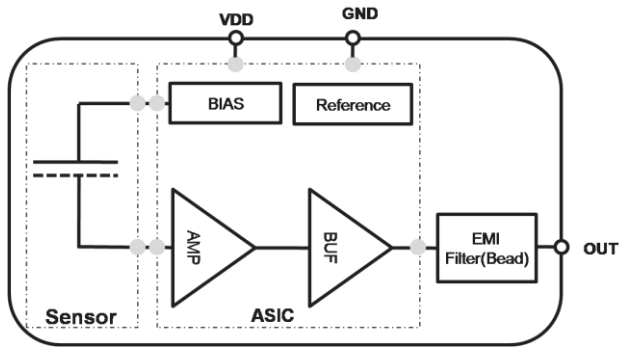 VDD
GND
BIAS
Reference
AMP
BUF
EMI
Filter(Bead)
OUT
Sensor
ASIC